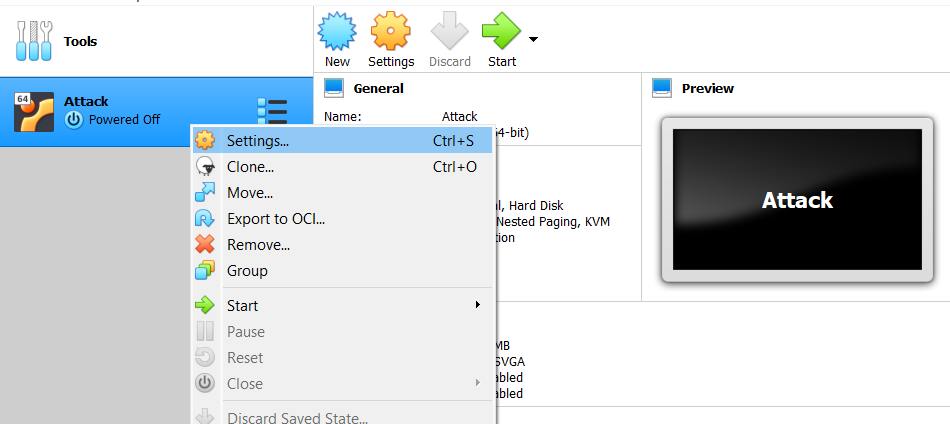 Tools
New
Settings
Discard
Start
64
Attack
Powered Off
General
Name:
Attack
4-bit)
Preview
Attack
Settings... Ctrl+S
Clone... Ctrl+O
Move...
Export to OCI...
Remove...
Group
Start
Pause
Reset
Close
Discard Saved State...
l, Hard Disk
Nested Paging, KVM
tion
MB
SVGA
abled
abled